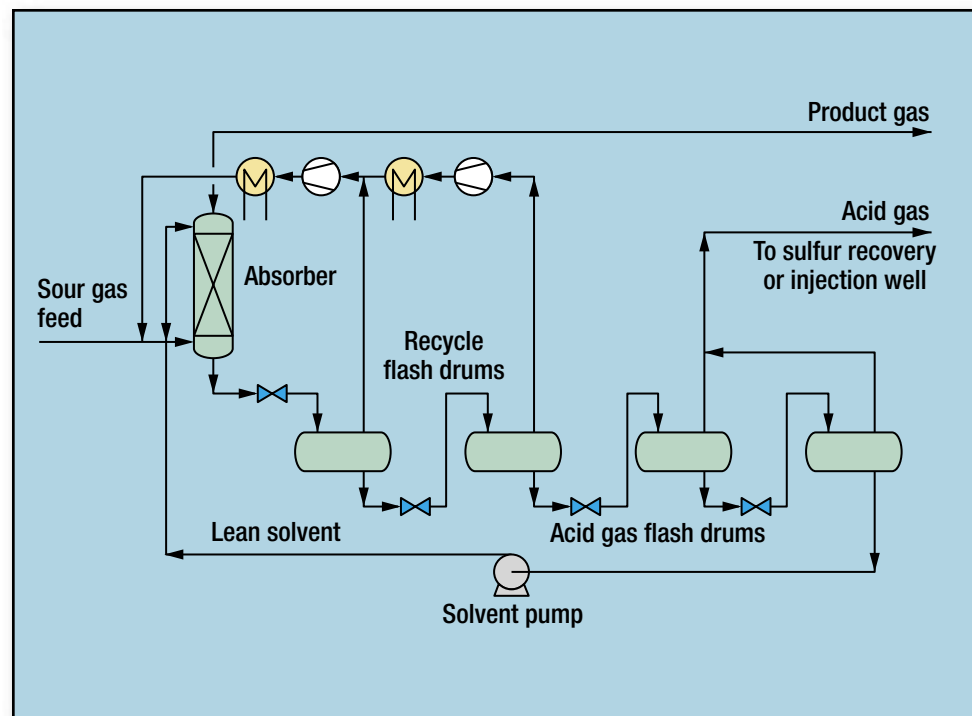 Product gas
Acid gas
To sulfur recovery
or injection well
Absorber
Sour gas
feed
Recycle
flash drums
Acid gas flash drums
Lean solvent
Solvent pump